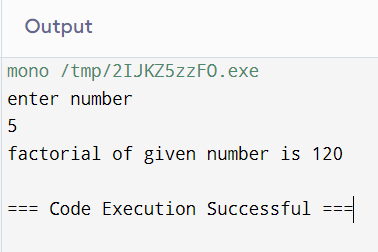 Output
mono /tmp/2IJKZ5zzFO.exe
enter number
5
factorial of given number is 120
=== Code Execution Successful ===